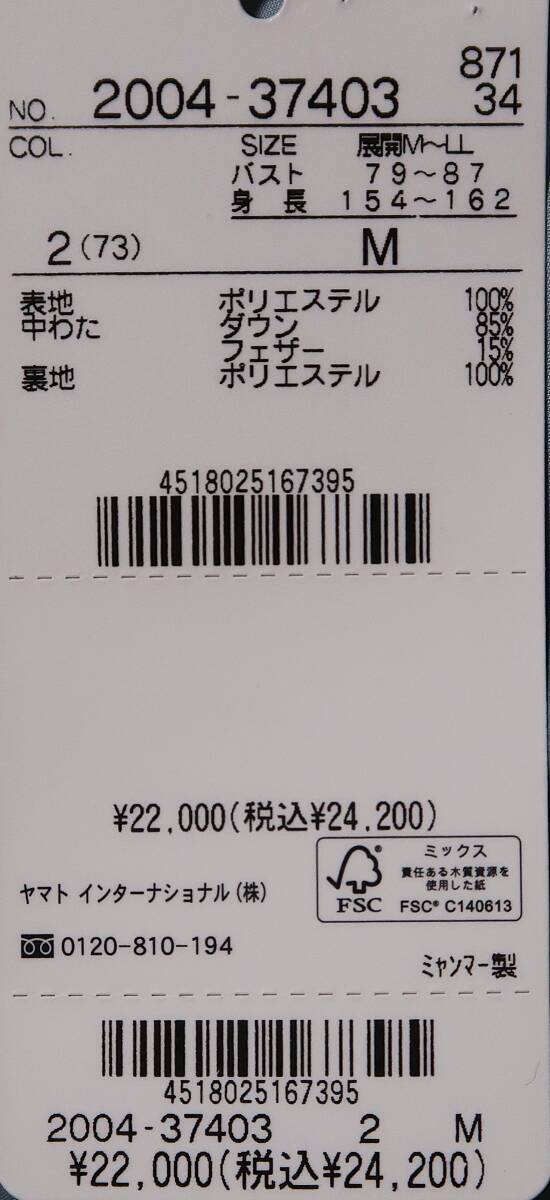 871
NO. 2004-37403 34
COL. SIZE 展開M〜LL
バスト 79〜87
身長 154〜162
2(73) M
表地 ポリエステル 100%
中わた ダウン 85%
フェザー 15%
裏地 ポリエステル 100%
4518025167395
¥22,000(税込¥24,200)
ミックス
責任ある木質資源を
使用した紙
FSC FSC® C140613
ヤマト インターナショナル(株)
0120-810-194
ミャンマー製
4518025167395
2004-37403 2 M
¥22,000(税込¥24,200)